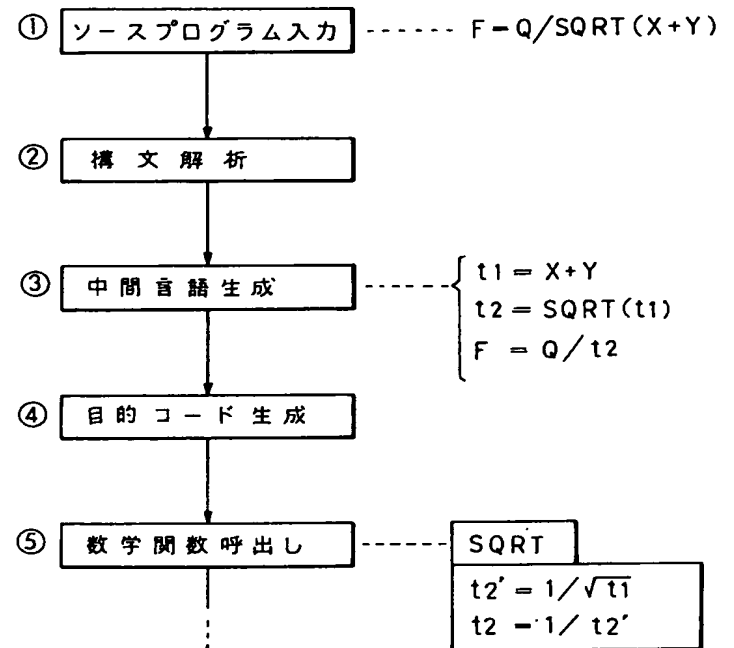 ① ソースプログラム入力 F=Q/SQRT(X+Y)
② 構文解析
③ 中間言語生成
t1=X+Y
t2=SQRT(t1)
F=Q/t2
④ 目的コード生成
⑤ 数学関数呼出し
SQRT
t2'=1/√t1
t2=1/t2'